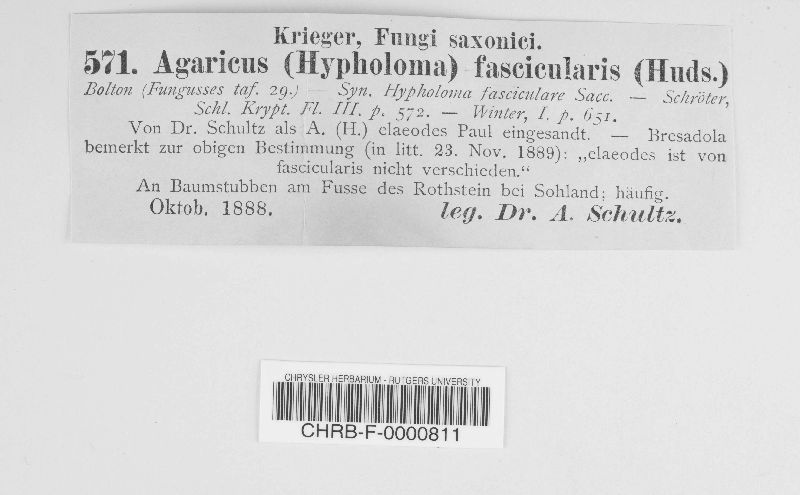 Krieger, Fungi saxonici.
571. Agaricus (Hypholoma) fascicularis (Huds.)
Bolton (Fungusses taf. 29.) — Syn. Hypholoma fasciculare Sacc. — Schröter,
Schl. Krypt. Fl. III. p. 572. — Winter, I. p. 651.
Von Dr. Schultz als A. (H.) elaeodes Paul eingesandt. — Bresadola
bemerkt zur obigen Bestimmung (in litt. 23. Nov. 1889): „elaeodes ist von
fascicularis nicht verschieden.“
An Baumstubben am Fusse des Rothstein bei Sohland; häufig.
Oktob. 1888. leg. Dr. A. Schultz.
CHRYSLER HERBARIUM - RUTGERS UNIVERSITY
CHRB-F-0000811